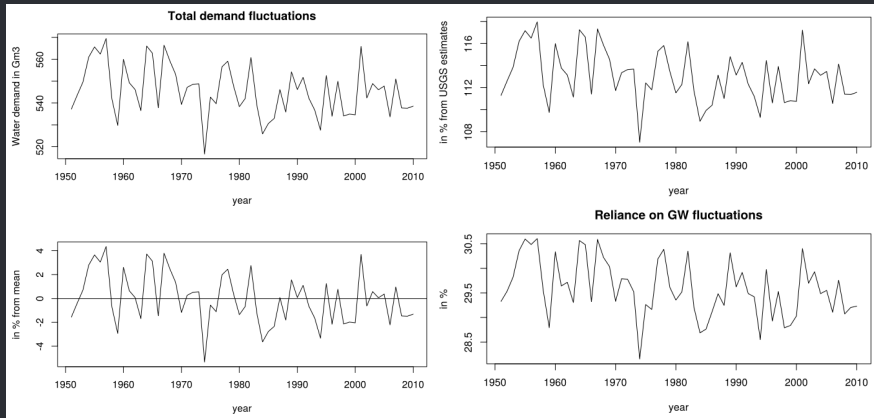 Total demand fluctuations
Water demand in Gm3
560
540
520
1950 1960 1970 1980 1990 2000 2010
year
in % from USGS estimates
116
112
108
1950 1960 1970 1980 1990 2000 2010
year
in % from mean
4
2
0
-2
-4
1950 1960 1970 1980 1990 2000 2010
year
Reliance on GW fluctuations
in %
30.5
29.5
28.5
1950 1960 1970 1980 1990 2000 2010
year